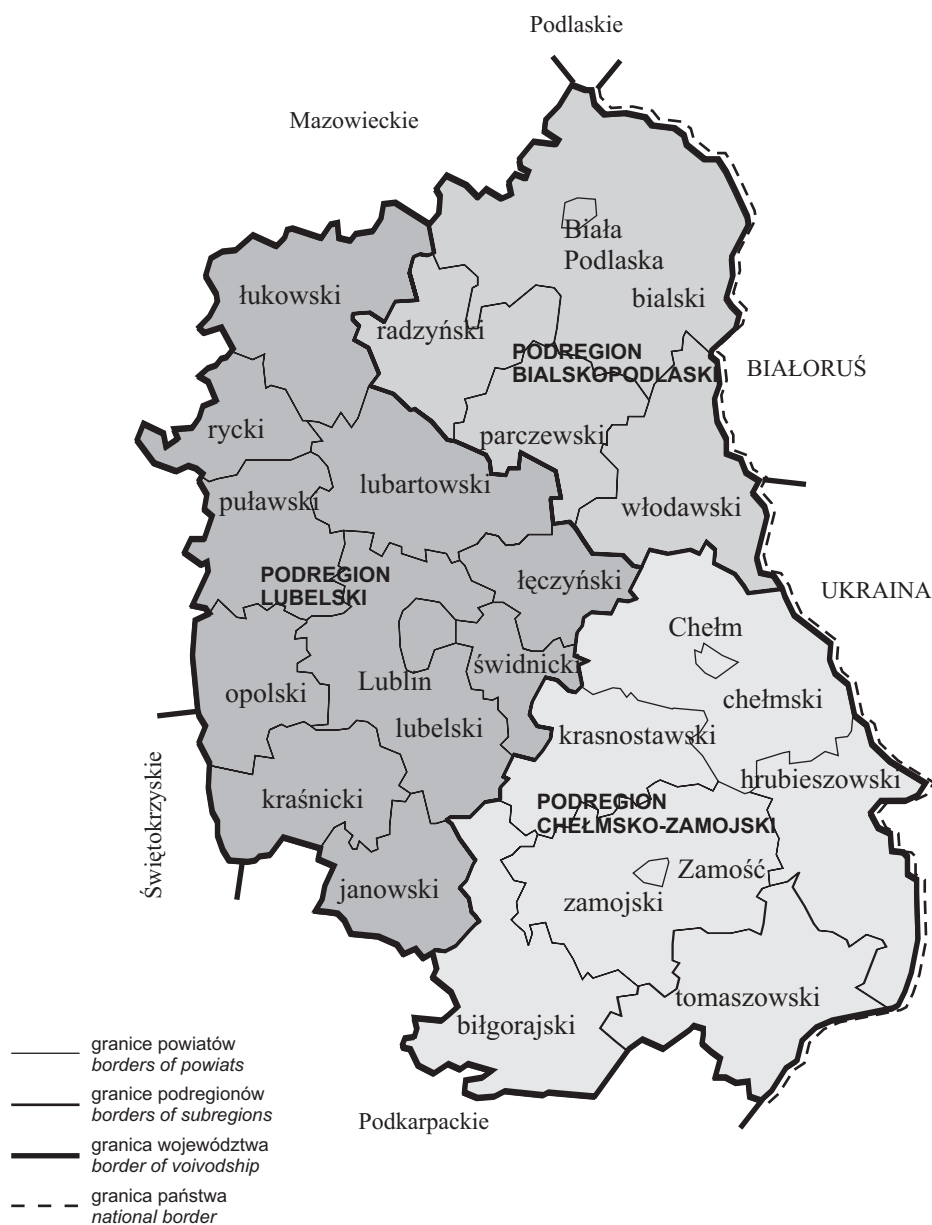 Podlaskie
Mazowieckie
Biała
Podlaska
łukowski
bialski
radzyński
PODREGION
BIALSKOPODLASKI
BIAŁORUŚ
rycki
parczewski
lubartowski
puławski
włodawski
PODREGION
LUBELSKI
łęczyński
UKRAINA
Chełm
świdnicki
Lublin
opolski
chełmski
lubelski
krasnostawski
hrubieszowski
kraśnicki
PODREGION
CHEŁMSKO-ZAMOJSKI
Świętokrzyskie
Zamość
janowski
zamojski
tomaszowski
biłgorajski
Podkarpackie
granice powiatów
borders of powiats
granice podregionów
borders of subregions
granica województwa
border of voivodship
granica państwa
national border